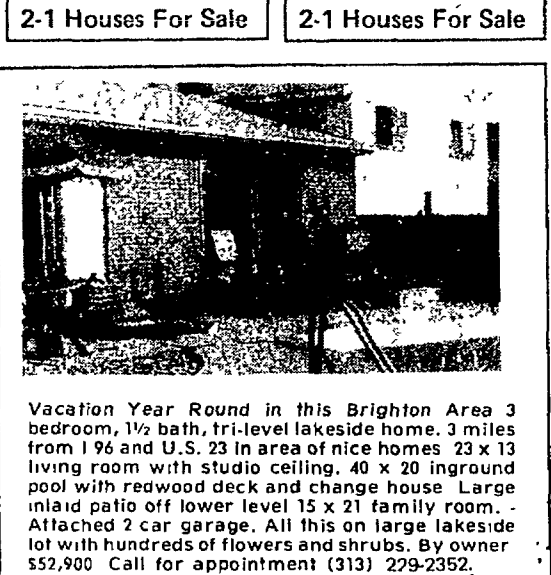 2-1 Houses For Sale
2-1 Houses For Sale
Vacation Year Round in this Brighton Area 3
bedroom, 1½ bath, tri-level lakeside home. 3 miles
from I 96 and U.S. 23 in area of nice homes 23 x 13
living room with studio ceiling. 40 x 20 inground
pool with redwood deck and change house Large
inlaid patio off lower level 15 x 21 family room. -
Attached 2 car garage. All this on large lakeside
lot with hundreds of flowers and shrubs. By owner
$52,900 Call for appointment (313) 229-2352.